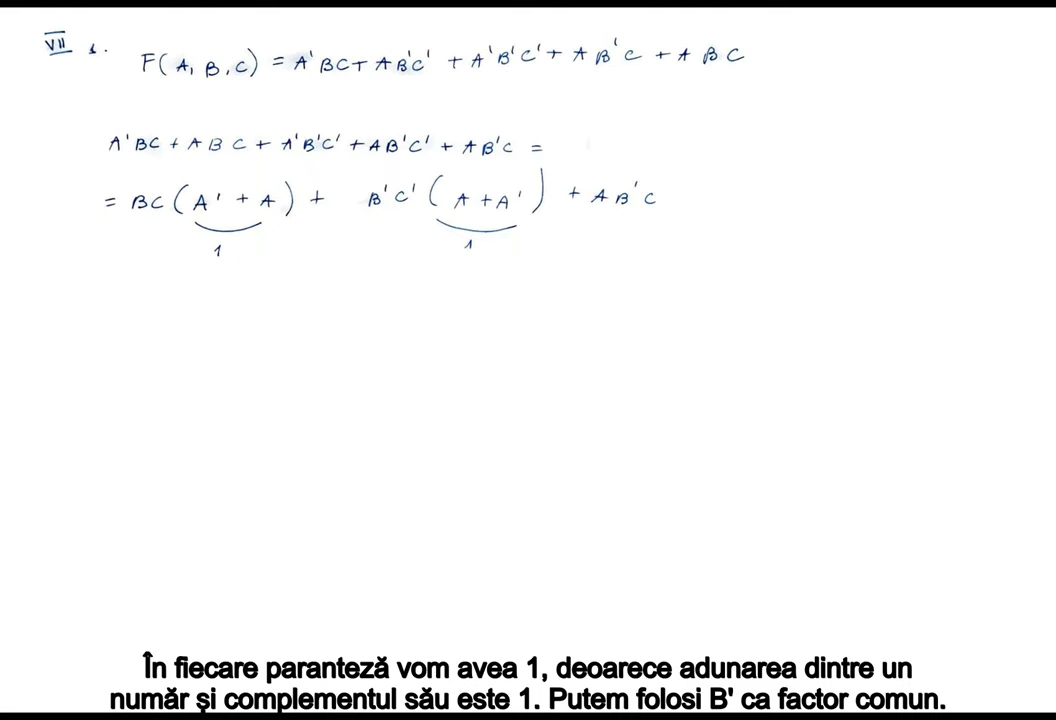 VII 1. F(A, B, C) = A'BC + AB'C' + A'B'C' + AB'C + ABC
A'BC + ABC + A'B'C' + AB'C' + AB'C =
= BC(A' + A) + B'C'(A + A') + AB'C
1 1
În fiecare paranteză vom avea 1, deoarece adunarea dintre un
număr și complementul său este 1. Putem folosi B' ca factor comun.